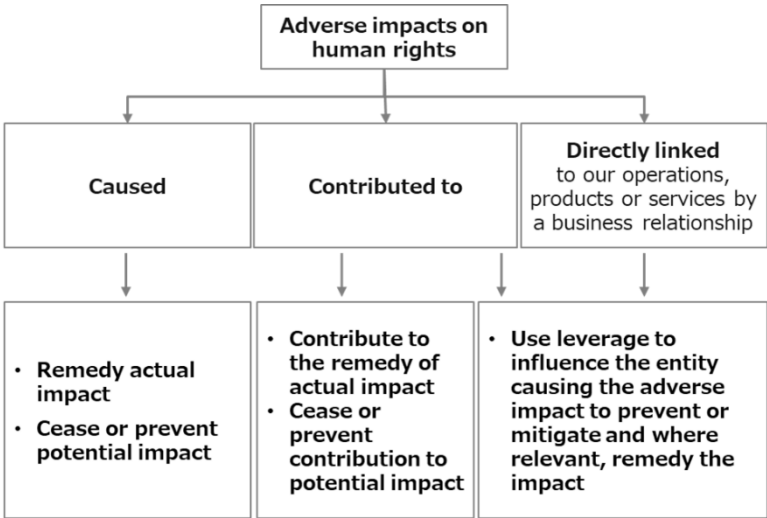 Adverse impacts on
human rights
Caused
Contributed to
Directly linked
to our operations,
products or services by
a business relationship
• Remedy actual
impact
• Cease or prevent
potential impact
• Contribute to
the remedy of
actual impact
• Cease or
prevent
contribution to
potential impact
• Use leverage to
influence the entity
causing the adverse
impact to prevent or
mitigate and where
relevant, remedy the
impact